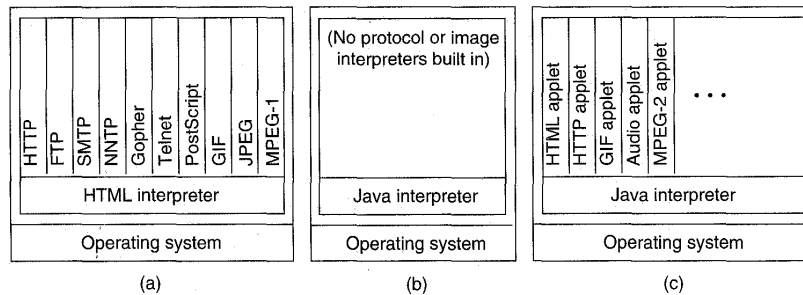 HTTP
FTP
SMTP
NNTP
Gopher
Telnet
PostScript
GIF
JPEG
MPEG-1
HTML interpreter
Operating system
(a)
(No protocol or image
interpreters built in)
Java interpreter
Operating system
(b)
HTML applet
HTTP applet
GIF applet
Audio applet
MPEG-2 applet
• • •
Java interpreter
Operating system
(c)